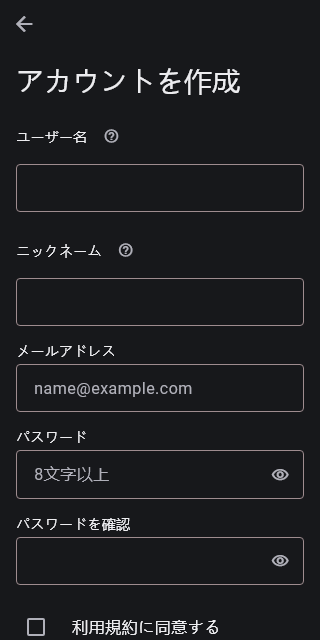 アカウントを作成
ユーザー名
ニックネーム
メールアドレス
name@example.com
パスワード
8文字以上
パスワードを確認
利用規約に同意する